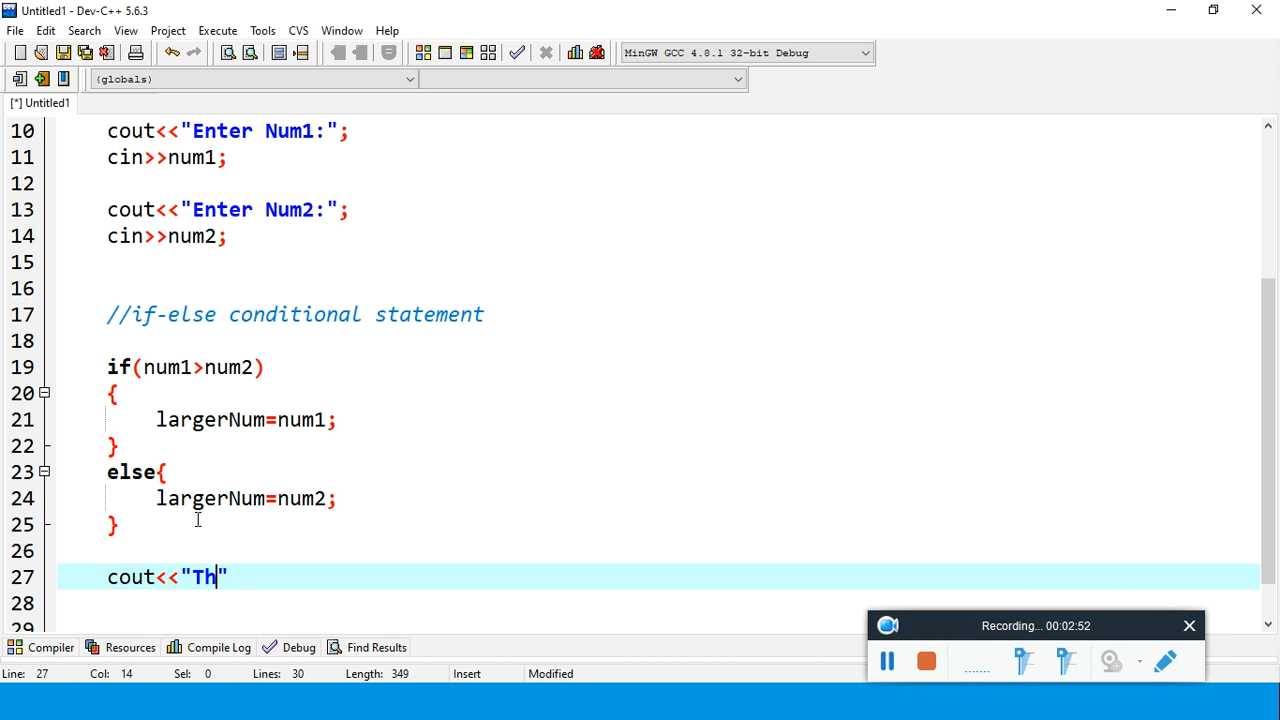 Untitled1 - Dev-C++ 5.6.3
File Edit Search View Project Execute Tools CVS Window Help
MinGW GCC 4.8.1 32-bit Debug
(globals)
[*] Untitled1
10 cout<<"Enter Num1:";
11 cin>>num1;
12
13 cout<<"Enter Num2:";
14 cin>>num2;
15
16
17 //if-else conditional statement
18
19 if(num1>num2)
20 {
21 largerNum=num1;
22 }
23 else{
24 largerNum=num2;
25 }
26
27 cout<<"Th"
28
29
Recording... 00:02:52
Compiler Resources Compile Log Debug Find Results
Line: 27 Col: 14 Sel: 0 Lines: 30 Length: 349 Insert Modified